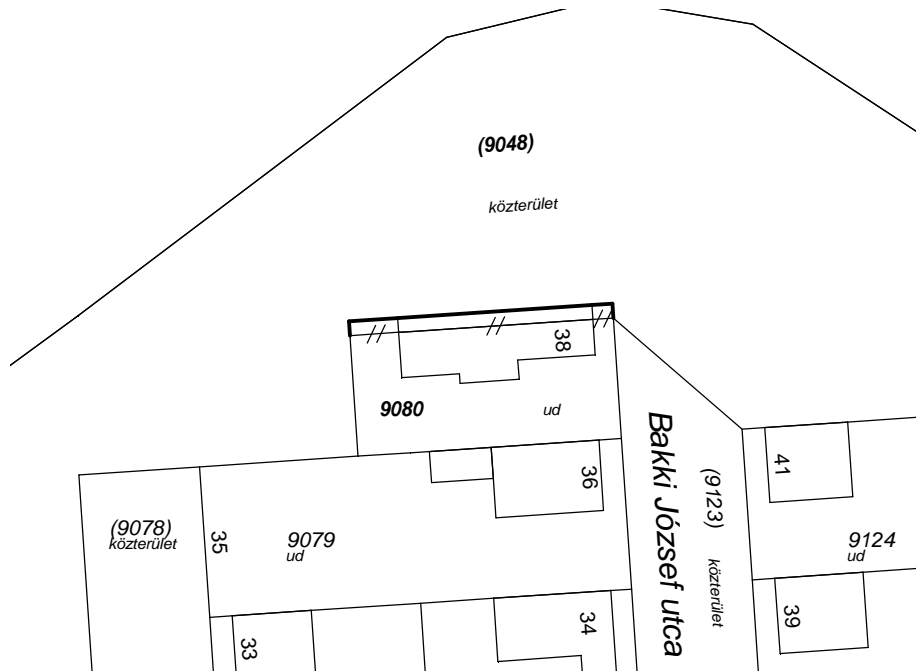 (9048)
közterület
38
9080
ud
Bakki József utca
(9123)
közterület
41
36
(9078)
közterület
35
9079
ud
9124
ud
33
34
39